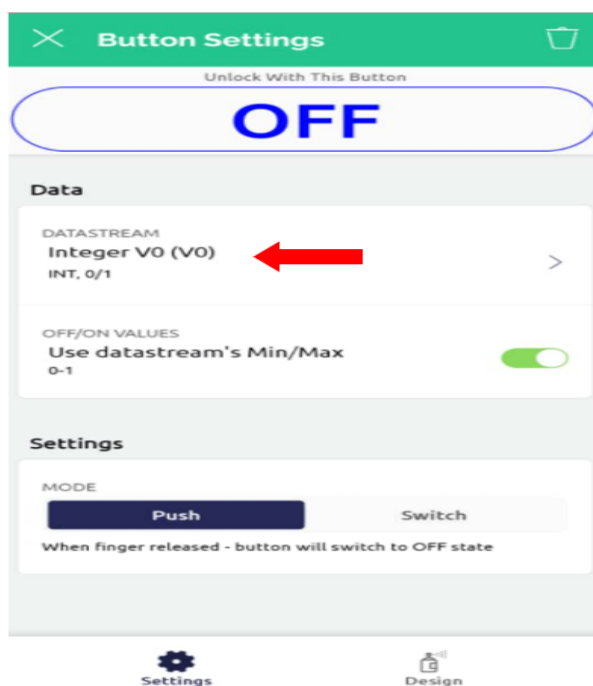 Button Settings
Unlock With This Button
OFF
Data
DATASTREAM
Integer V0 (V0)
INT, 0/1
OFF/ON VALUES
Use datastream's Min/Max
0-1
Settings
MODE
Push Switch
When finger released - button will switch to OFF state
Settings Design